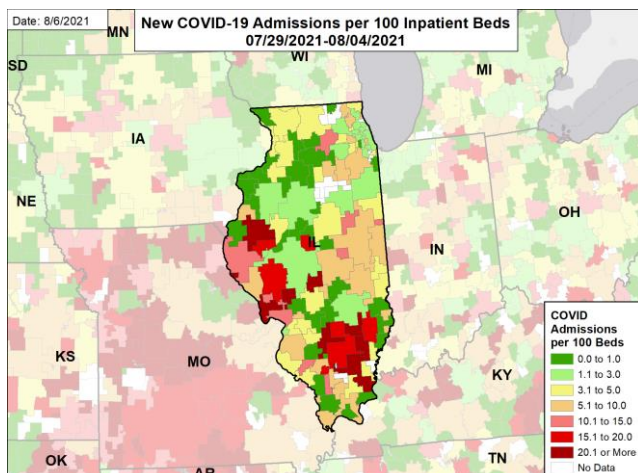 Date: 8/6/2021
New COVID-19 Admissions per 100 Inpatient Beds
07/29/2021-08/04/2021
MN
SD
WI
MI
IA
NE
IL
IN
OH
KS
MO
KY
OK
AR
TN
COVID
Admissions
per 100 Beds
0.0 to 1.0
1.1 to 3.0
3.1 to 5.0
5.1 to 10.0
10.1 to 15.0
15.1 to 20.0
20.1 or More
No Data